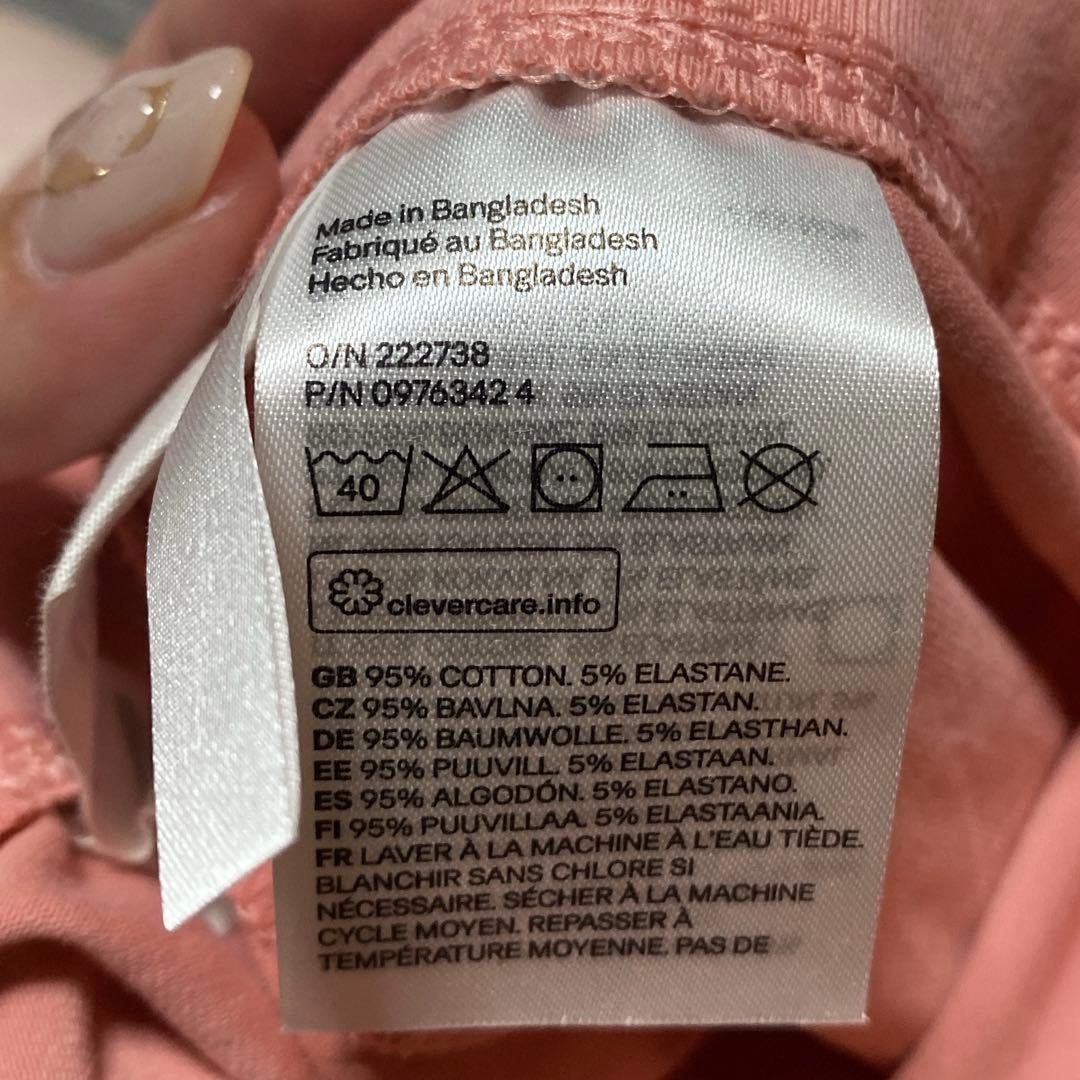 Made in Bangladesh
Fabriqué au Bangladesh
Hecho en Bangladesh
O/N 222738
P/N 0976342 4
40
clevercare.info
GB 95% COTTON. 5% ELASTANE.
CZ 95% BAVLNA. 5% ELASTAN.
DE 95% BAUMWOLLE. 5% ELASTHAN.
EE 95% PUUVILL. 5% ELASTAAN.
ES 95% ALGODÓN. 5% ELASTANO.
FI 95% PUUVILLAA. 5% ELASTAANIA.
FR LAVER À LA MACHINE À L'EAU TIÈDE.
BLANCHIR SANS CHLORE SI
NÉCESSAIRE. SÉCHER À LA MACHINE
CYCLE MOYEN. REPASSER À
TEMPÉRATURE MOYENNE. PAS DE